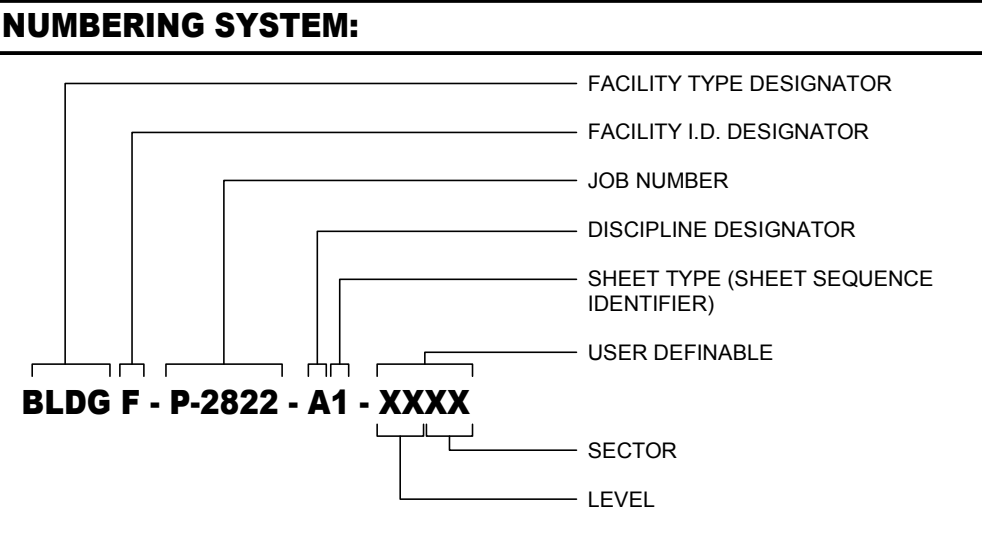 NUMBERING SYSTEM:
FACILITY TYPE DESIGNATOR
FACILITY I.D. DESIGNATOR
JOB NUMBER
DISCIPLINE DESIGNATOR
SHEET TYPE (SHEET SEQUENCE
IDENTIFIER)
USER DEFINABLE
BLDG F - P-2822 - A1 - XXXX
SECTOR
LEVEL